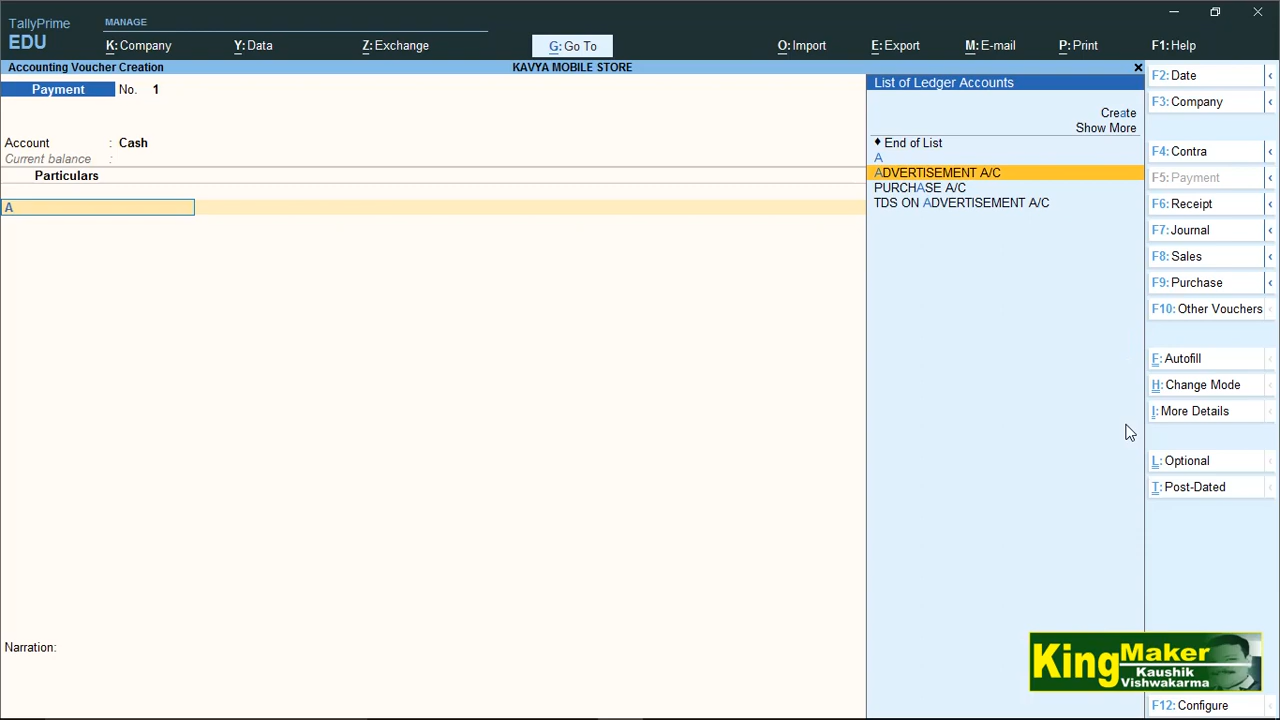 TallyPrime
EDU
MANAGE
K: Company
Y: Data
Z: Exchange
G: Go To
O: Import
E: Export
M: E-mail
P: Print
F1: Help
Accounting Voucher Creation
KAVYA MOBILE STORE
Payment No. 1
Account : Cash
Current balance :
Particulars
A
Narration:
List of Ledger Accounts
Create
Show More
♦ End of List
A
ADVERTISEMENT A/C
PURCHASE A/C
TDS ON ADVERTISEMENT A/C
F2: Date
F3: Company
F4: Contra
F5: Payment
F6: Receipt
F7: Journal
F8: Sales
F9: Purchase
F10: Other Vouchers
F: Autofill
H: Change Mode
I: More Details
L: Optional
T: Post-Dated
F12: Configure
KingMaker
Kaushik
Vishwakarma